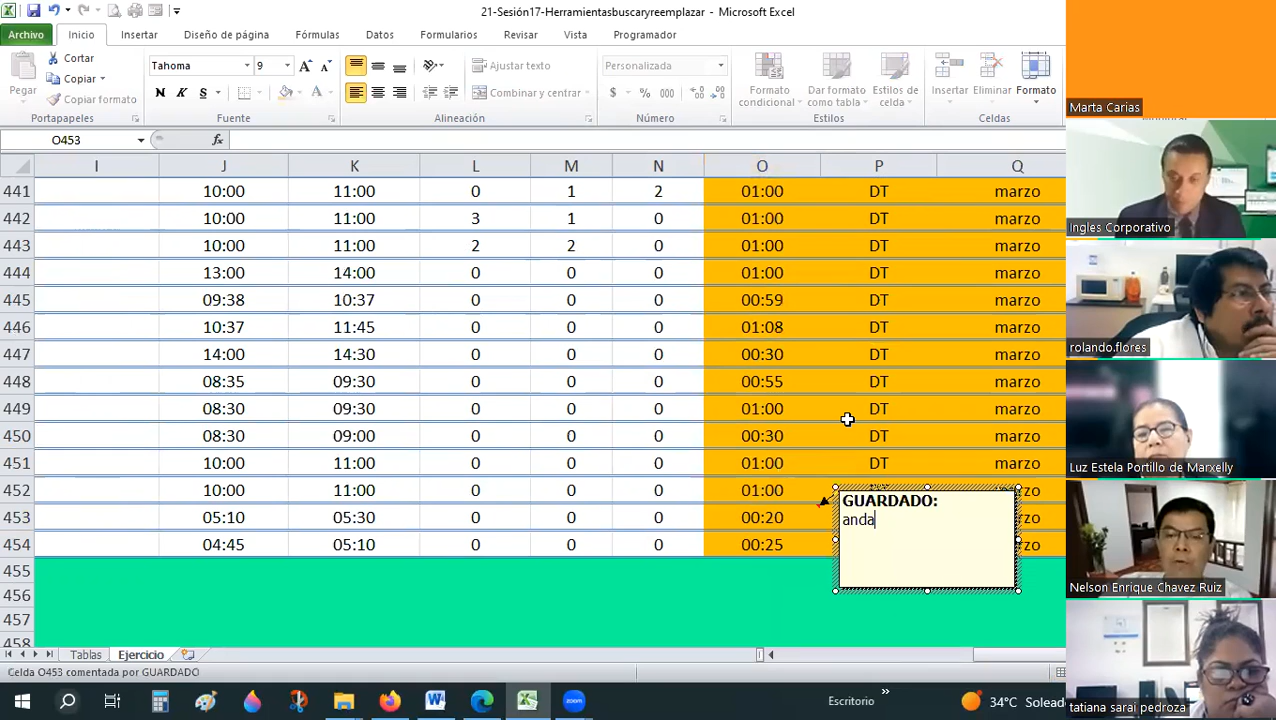 21-Sesión17-Herramientasbuscaryreemplazar - Microsoft Excel
Archivo Inicio Insertar Diseño de página Fórmulas Datos Formularios Revisar Vista Programador
Pegar
Cortar
Copiar
Copiar formato
Portapapeles
Tahoma 9
N K S
Fuente
Ajustar texto
Combinar y centrar
Alineación
Personalizada
$ % 000
Número
Formato condicional
Dar formato como tabla
Estilos de celda
Estilos
Insertar Eliminar Formato
Celdas
O453 fx
I J K L M N O P Q
441 10:00 11:00 0 1 2 01:00 DT marzo
442 10:00 11:00 3 1 0 01:00 DT marzo
443 10:00 11:00 2 2 0 01:00 DT marzo
444 13:00 14:00 0 0 0 01:00 DT marzo
445 09:38 10:37 0 0 0 00:59 DT marzo
446 10:37 11:45 0 0 0 01:08 DT marzo
447 14:00 14:30 0 0 0 00:30 DT marzo
448 08:35 09:30 0 0 0 00:55 DT marzo
449 08:30 09:30 0 0 0 01:00 DT marzo
450 08:30 09:00 0 0 0 00:30 DT marzo
451 10:00 11:00 0 0 0 01:00 DT marzo
452 10:00 11:00 0 0 0 01:00
453 05:10 05:30 0 0 0 00:20
454 04:45 05:10 0 0 0 00:25
455
456
457
458
GUARDADO:
anda
Tablas Ejercicio
Celda O453 comentada por GUARDADO
Escritorio » 34°C Soleado
Marta Carias
Ingles Corporativo
rolando.flores
Luz Estela Portillo de Marxelly
Nelson Enrique Chavez Ruiz
tatiana sarai pedroza